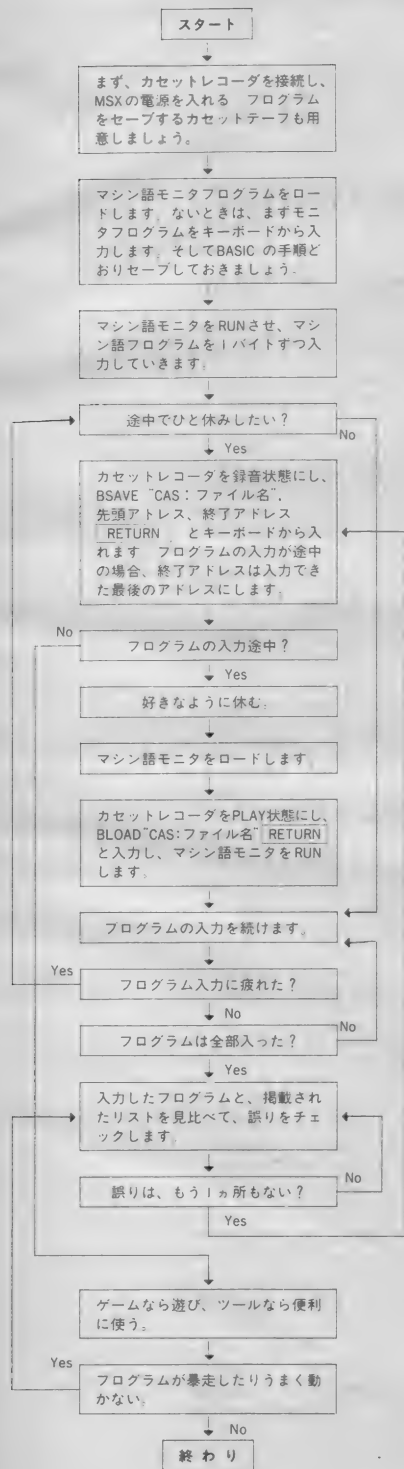 スタート
まず、カセットレコーダを接続し、
MSXの電源を入れる　プログラム
をセーブするカセットテープも用
意しましょう。
マシン語モニタプログラムをロー
ドします．ないときは、まずモニ
タプログラムをキーボードから入
力します．そしてBASICの手順ど
おりセーブしておきましょう．
マシン語モニタをRUNさせ、マシ
ン語プログラムを1バイトずつ入
力していきます．
途中でひと休みしたい？
No
Yes
カセットレコーダを録音状態にし、
BSAVE "CAS：ファイル名"，
先頭アドレス、終了アドレス
RETURN　とキーボードから入
れます　プログラムの入力が途中
の場合、終了アドレスは入力でき
た最後のアドレスにします．
No
プログラムの入力途中？
Yes
好きなように休む．
マシン語モニタをロードします．
カセットレコーダをPLAY状態にし、
BLOAD"CAS:ファイル名" RETURN
と入力し、マシン語モニタをRUN
します．
プログラムの入力を続けます。
Yes
プログラム入力に疲れた？
No
プログラムは全部入った？
No
Yes
入力したプログラムと、掲載され
たリストを見比べて、誤りをチェ
ックします．
No
誤りは、もう1ヵ所もない？
Yes
ゲームなら遊び、ツールなら便利
に使う。
Yes
プログラムが暴走したりうまく動
かない．
No
終わり